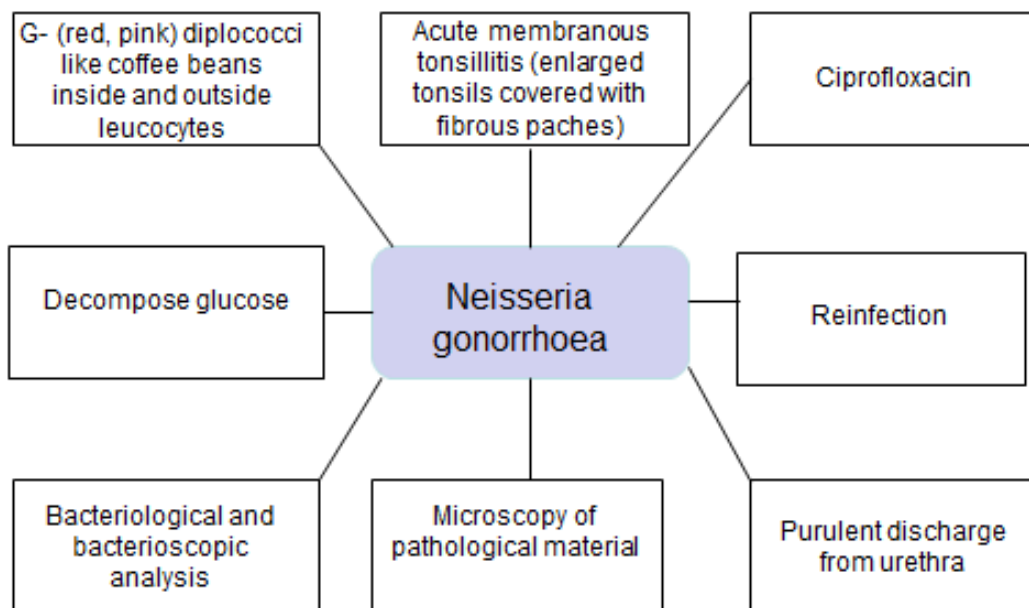 G- (red, pink) diplococci
like coffee beans
inside and outside
leucocytes
Acute membranous
tonsillitis (enlarged
tonsils covered with
fibrous paches)
Ciprofloxacin
Decompose glucose
Neisseria
gonorrhoea
Reinfection
Bacteriological and
bacterioscopic
analysis
Microscopy of
pathological material
Purulent discharge
from urethra